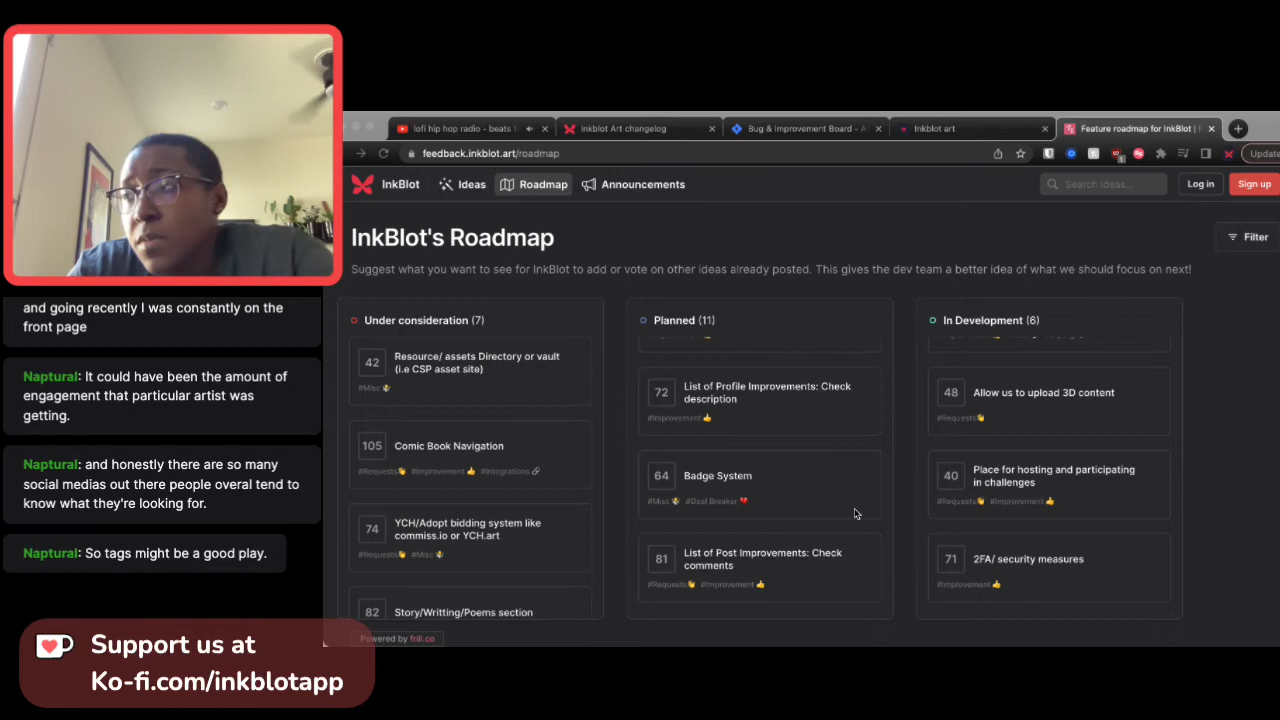 and going recently I was constantly on the
front page
Naptural: It could have been the amount of
engagement that particular artist was
getting.
Naptural: and honestly there are so many
social medias out there people overal tend to
know what they're looking for.
Naptural: So tags might be a good play.
Support us at
Ko-fi.com/inkblotapp
lofi hip hop radio - beats
Inkblot Art changelog
Bug & Improvement Board -
Inkblot art
Feature roadmap for InkBlot |
feedback.inkblot.art/roadmap
Update
InkBlot
Ideas
Roadmap
Announcements
Search ideas...
Log in
Sign up
InkBlot's Roadmap
Filter
Suggest what you want to see for InkBlot to add or vote on other ideas already posted. This gives the dev team a better idea of what we should focus on next!
Under consideration (7)
42
Resource/ assets Directory or vault
(i.e CSP asset site)
#Misc
105
Comic Book Navigation
#Requests👋 #Improvement 👍 #Integrations 🔗
74
YCH/Adopt bidding system like
commiss.io or YCH.art
#Requests👋 #Misc
82
Story/Writting/Poems section
Powered by frill.co
Planned (11)
72
List of Profile Improvements: Check
description
#Improvement 👍
64
Badge System
#Misc #Deal Breaker 💔
81
List of Post Improvements: Check
comments
#Requests👋 #Improvement 👍
In Development (6)
48
Allow us to upload 3D content
#Requests👋
40
Place for hosting and participating
in challenges
#Requests👋 #Improvement 👍
71
2FA/ security measures
#Improvement 👍